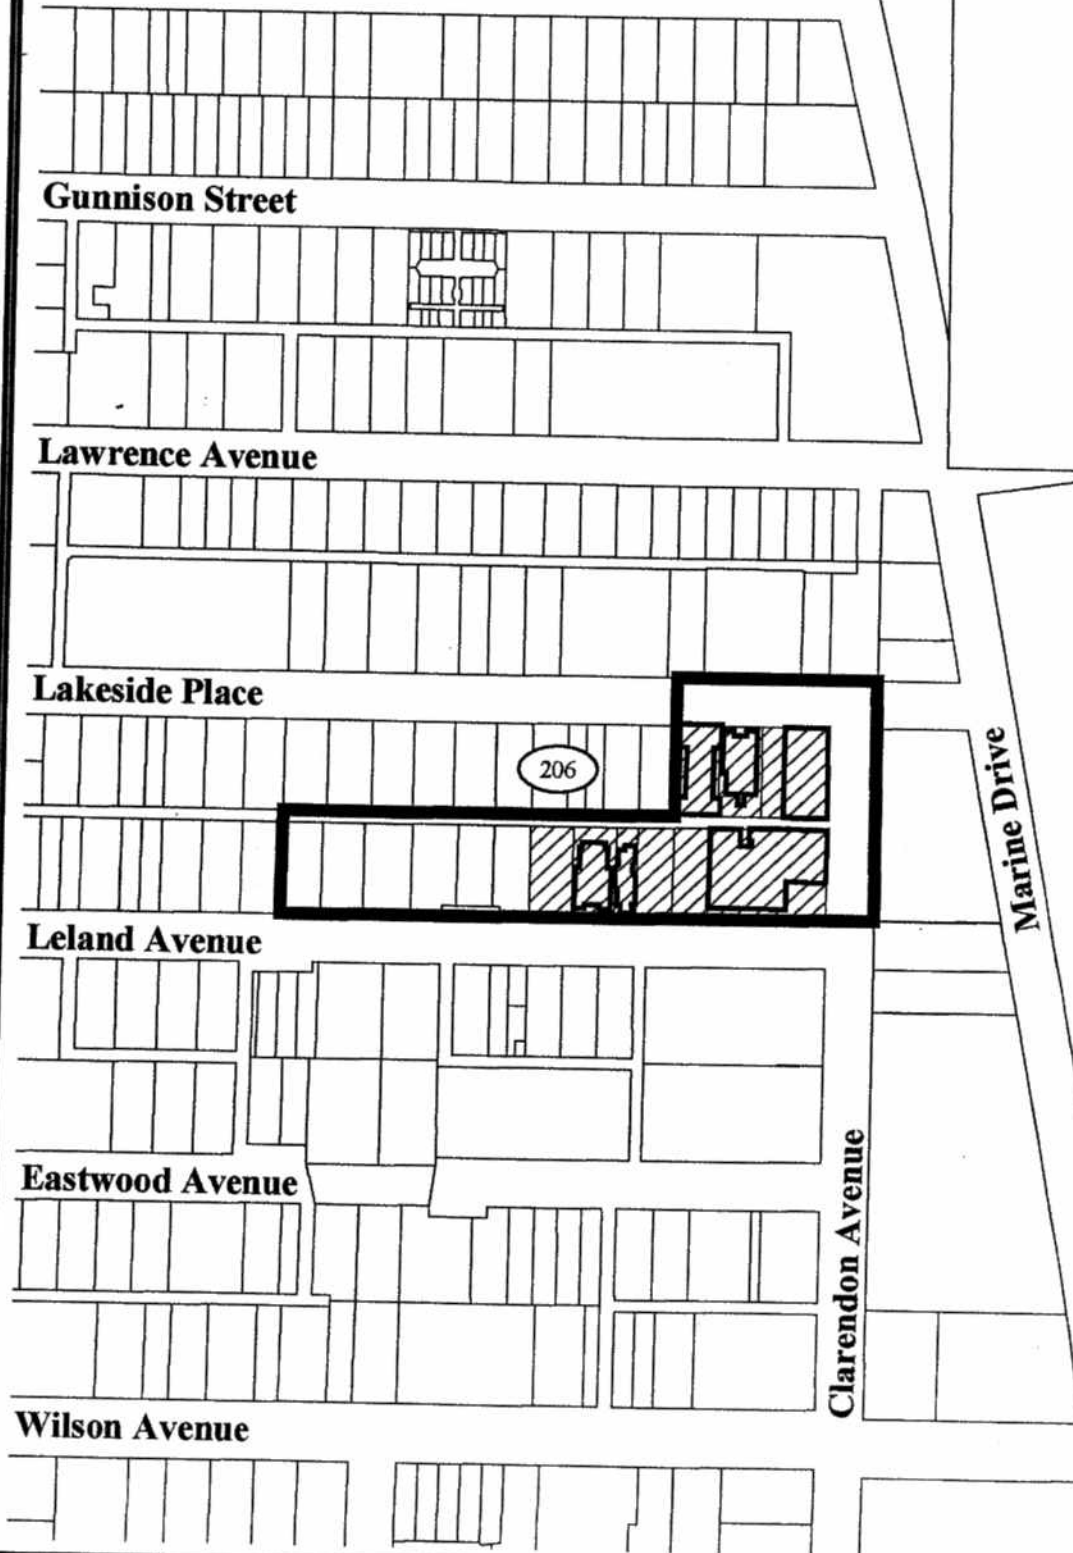 Gunnison Street
Lawrence Avenue
Lakeside Place
206
Marine Drive
Leland Avenue
Eastwood Avenue
Clarendon Avenue
Wilson Avenue